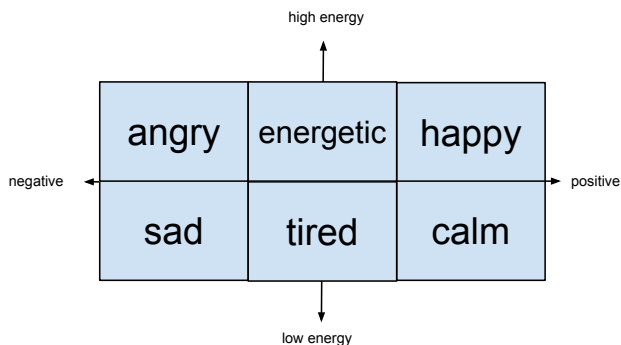 high energy
angry energetic happy
negative positive
sad tired calm
low energy